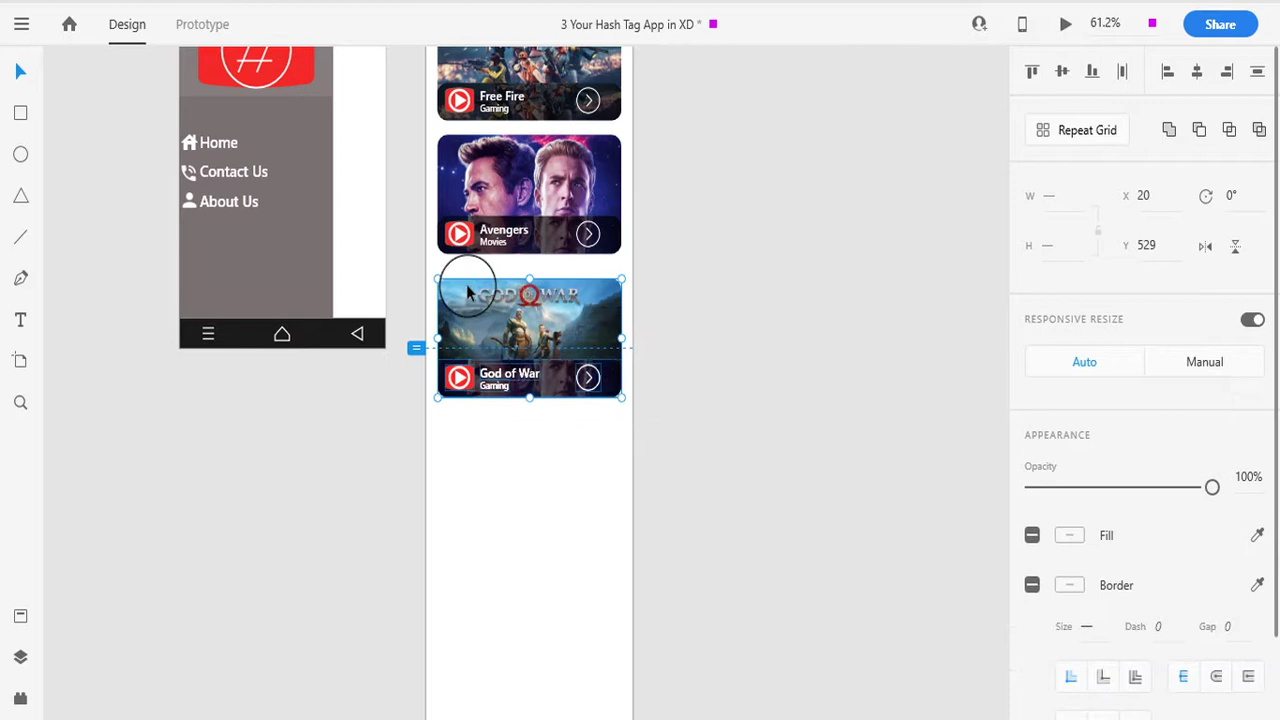 Design
Prototype
3 Your Hash Tag App in XD *
61.2%
Share
Free Fire
Gaming
Repeat Grid
Home
Contact Us
About Us
Avengers
Movies
W —
X 20
0°
H —
Y 529
GOD OF WAR
God of War
Gaming
RESPONSIVE RESIZE
Auto
Manual
APPEARANCE
Opacity
100%
Fill
Border
Size —
Dash 0
Gap 0